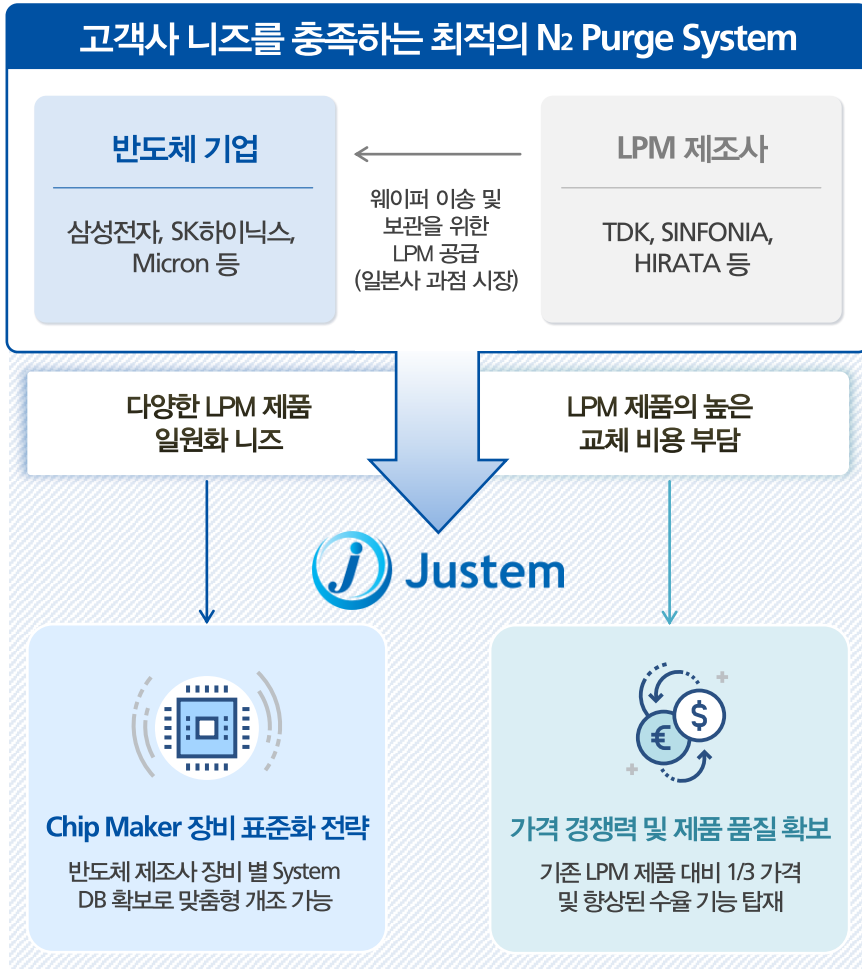 고객사 니즈를 충족하는 최적의 N₂ Purge System
반도체 기업
삼성전자, SK하이닉스,
Micron 등
웨이퍼 이송 및
보관을 위한
LPM 공급
(일본사 과점 시장)
LPM 제조사
TDK, SINFONIA,
HIRATA 등
다양한 LPM 제품
일원화 니즈
LPM 제품의 높은
교체 비용 부담
j Justem
Chip Maker 장비 표준화 전략
반도체 제조사 장비 별 System
DB 확보로 맞춤형 개조 가능
€ $
가격 경쟁력 및 제품 품질 확보
기존 LPM 제품 대비 1/3 가격
및 향상된 수율 기능 탑재